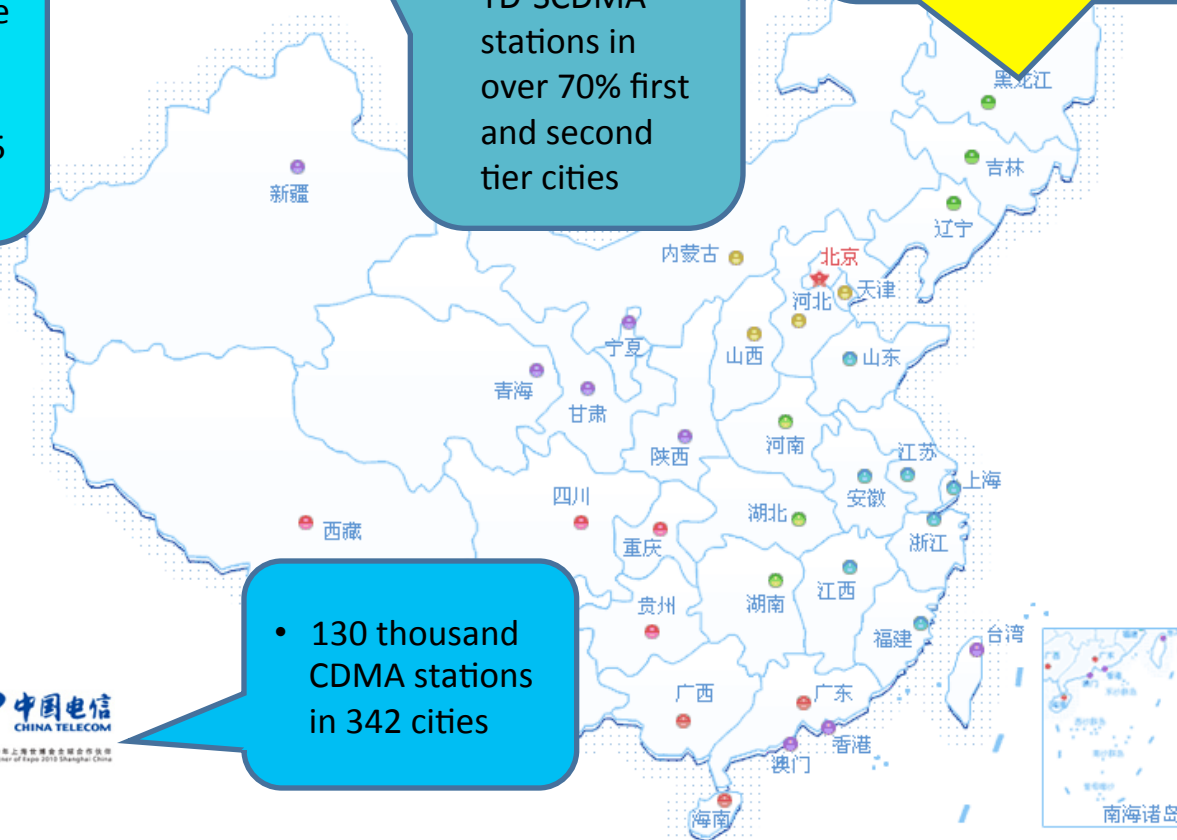 e
5
TD-SCDMA
stations in
over 70% first
and second
tier cities
黑龙江
吉林
辽宁
新疆
内蒙古
北京
天津
河北
宁夏
山西
山东
青海
甘肃
河南
陕西
江苏
上海
安徽
四川
湖北
浙江
西藏
重庆
• 130 thousand
CDMA stations
in 342 cities
贵州
湖南
江西
福建
台湾
广西
广东
香港
澳门
海南
中国电信
CHINA TELECOM
南海诸岛